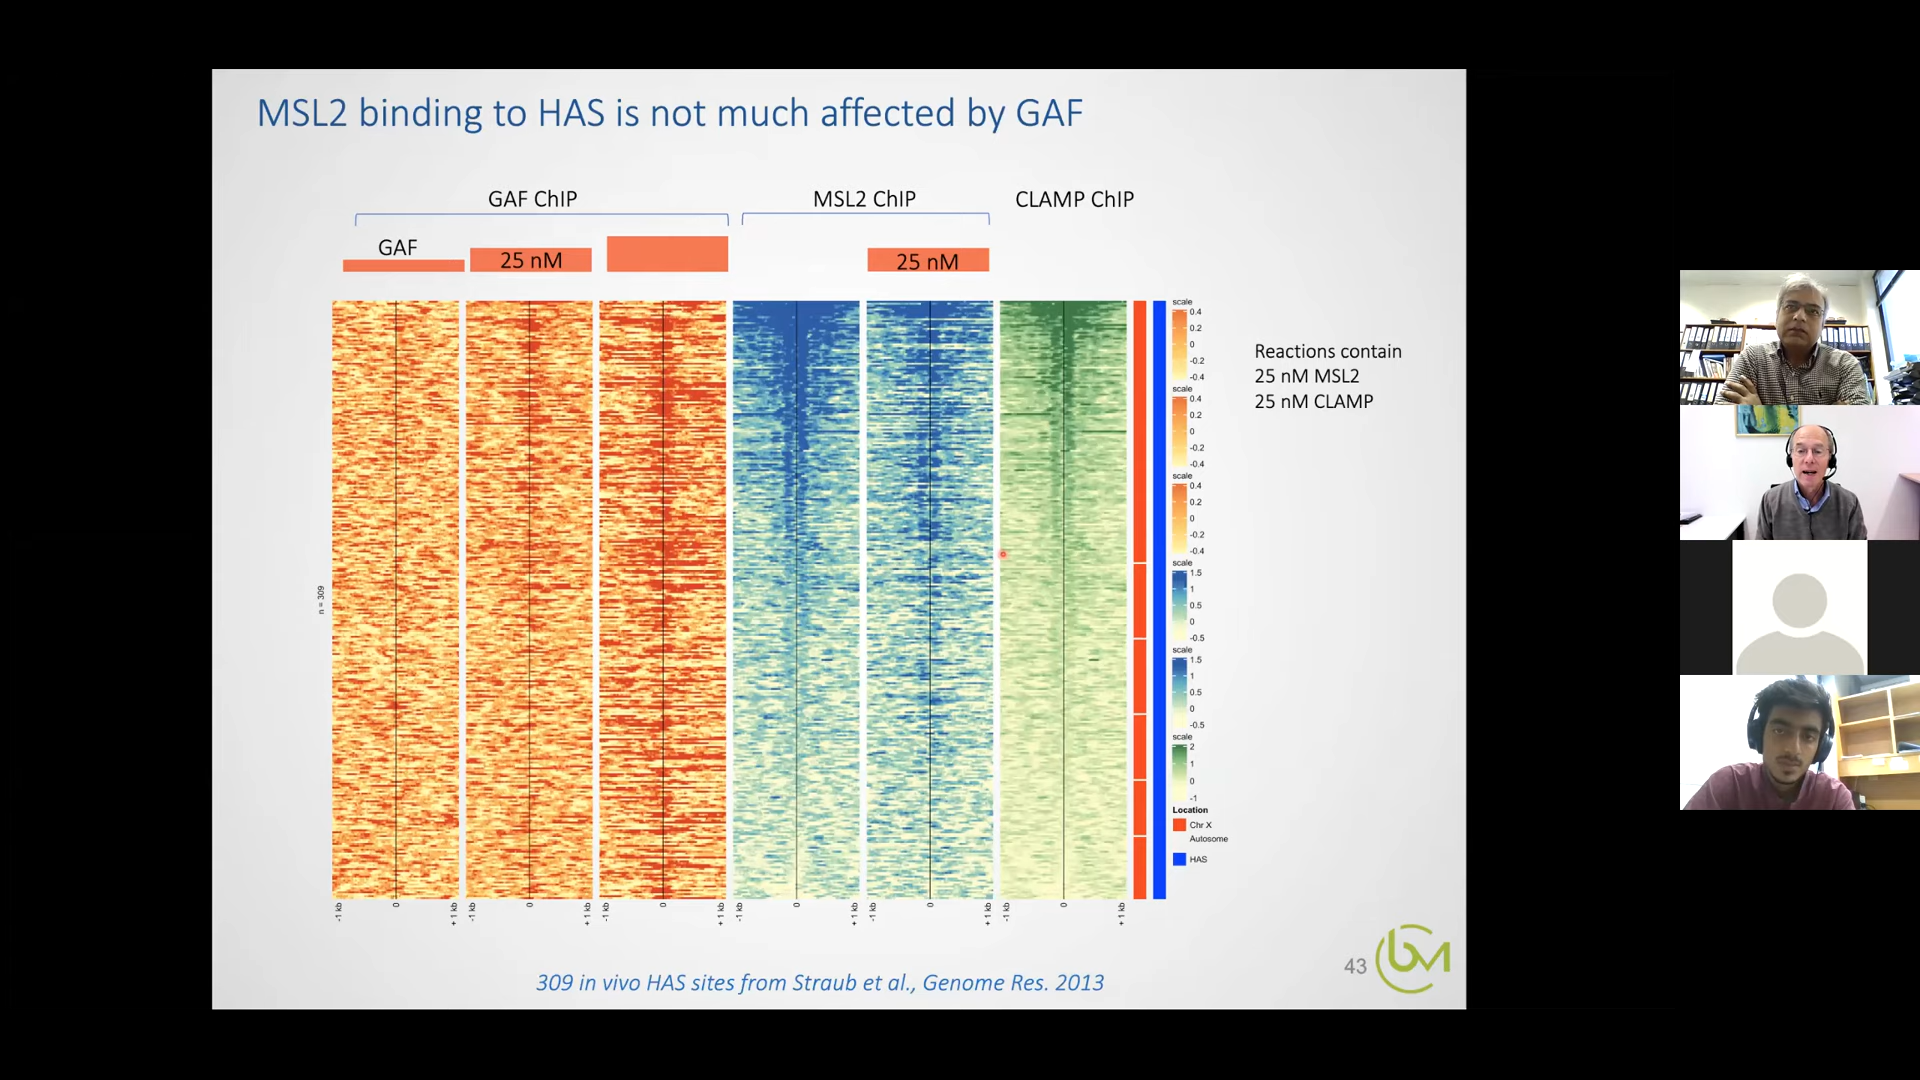 MSL2 binding to HAS is not much affected by GAF
GAF ChIP
MSL2 ChIP
CLAMP ChIP
GAF
25 nM
25 nM
n = 309
scale
0.4
0.2
0
-0.2
-0.4
scale
0.4
0.2
0
-0.2
-0.4
scale
0.4
0.2
0
-0.2
-0.4
scale
1.5
1
0.5
0
-0.5
scale
1.5
1
0.5
0
-0.5
scale
2
1
0
-1
Location
Chr X
Autosome
HAS
Reactions contain
25 nM MSL2
25 nM CLAMP
-1 kb 0 +1 kb -1 kb 0 +1 kb -1 kb 0 +1 kb -1 kb 0 +1 kb -1 kb 0 +1 kb -1 kb 0 +1 kb
309 in vivo HAS sites from Straub et al., Genome Res. 2013
43
bM